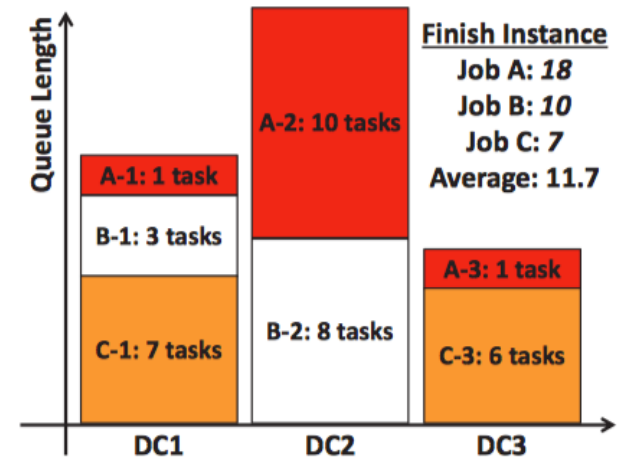 Queue Length
Finish Instance
Job A: 18
Job B: 10
Job C: 7
Average: 11.7
A-1: 1 task
B-1: 3 tasks
C-1: 7 tasks
A-2: 10 tasks
B-2: 8 tasks
A-3: 1 task
C-3: 6 tasks
DC1
DC2
DC3